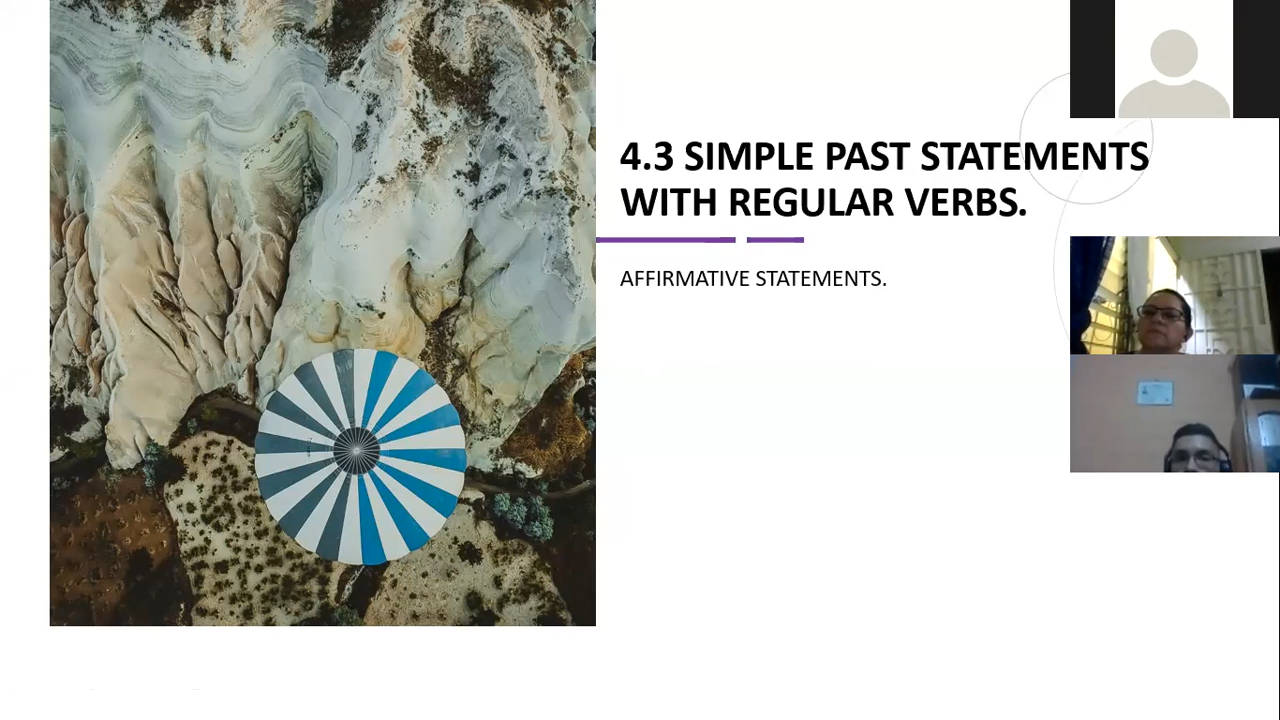 4.3 SIMPLE PAST STATEMENTS
WITH REGULAR VERBS.
AFFIRMATIVE STATEMENTS.